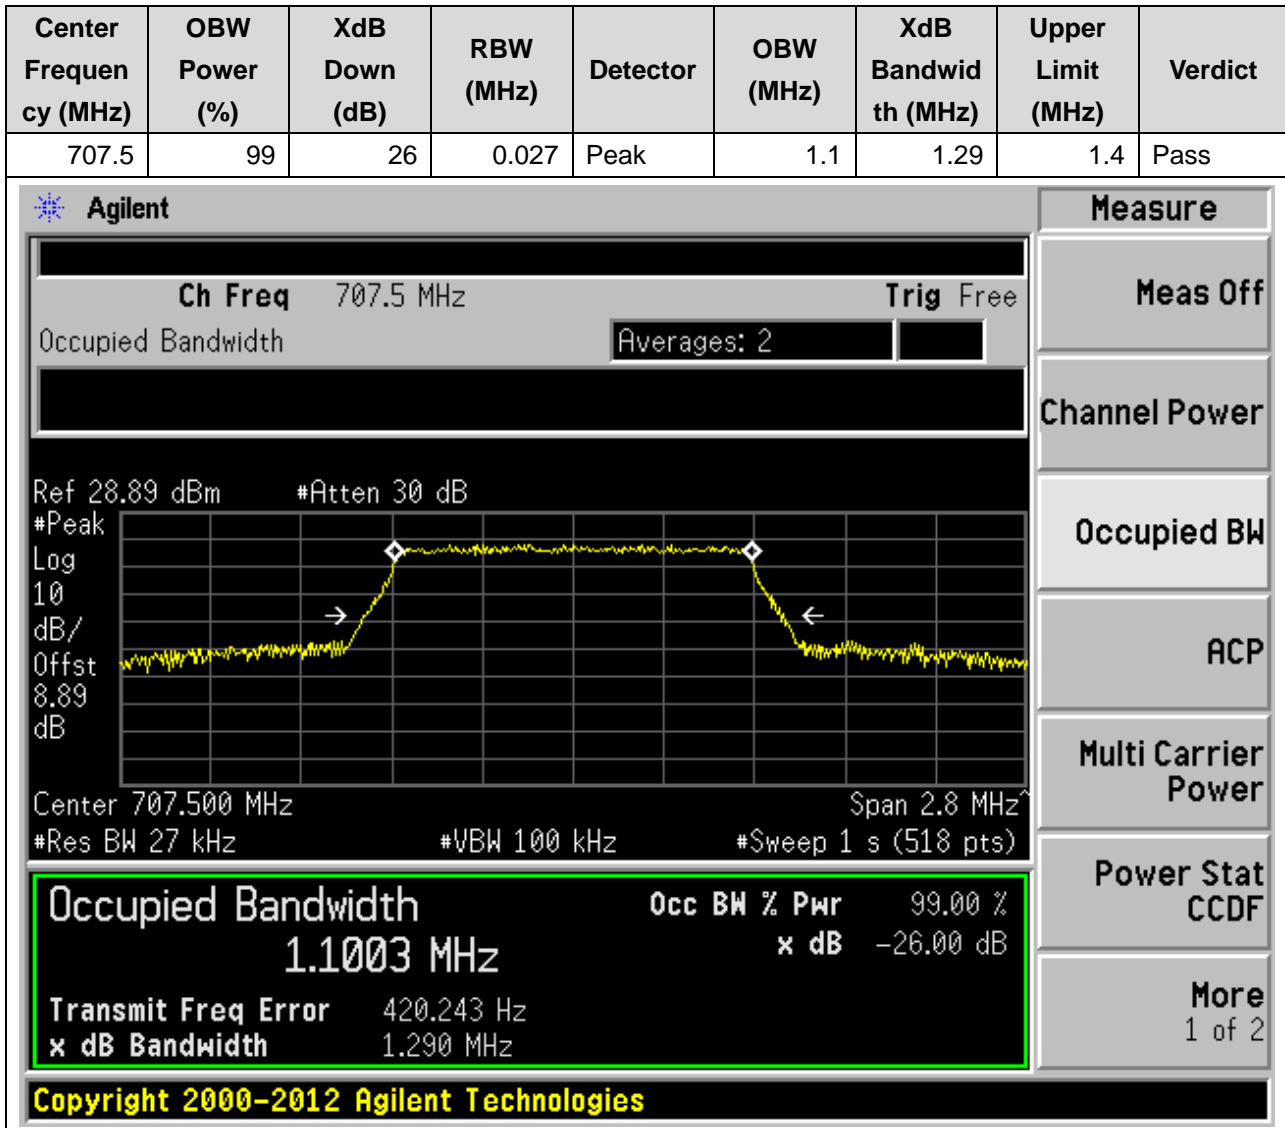 Center Frequen cy (MHz) OBW Power (%) XdB Down (dB) RBW (MHz) Detector OBW (MHz) XdB Bandwid th (MHz) Upper Limit (MHz) Verdict
707.5 99 26 0.027 Peak 1.1 1.29 1.4 Pass
Agilent
Measure
Ch Freq 707.5 MHz Trig Free
Occupied Bandwidth Averages: 2
Ref 28.89 dBm #Atten 30 dB
#Peak
Log
10
dB/
Offst
8.89
dB
Center 707.500 MHz Span 2.8 MHz^
#Res BW 27 kHz #VBW 100 kHz #Sweep 1 s (518 pts)
Occupied Bandwidth
1.1003 MHz
Occ BW % Pwr 99.00 %
x dB -26.00 dB
Transmit Freq Error 420.243 Hz
x dB Bandwidth 1.290 MHz
Meas Off
Channel Power
Occupied BW
ACP
Multi Carrier
Power
Power Stat
CCDF
More
1 of 2
Copyright 2000-2012 Agilent Technologies